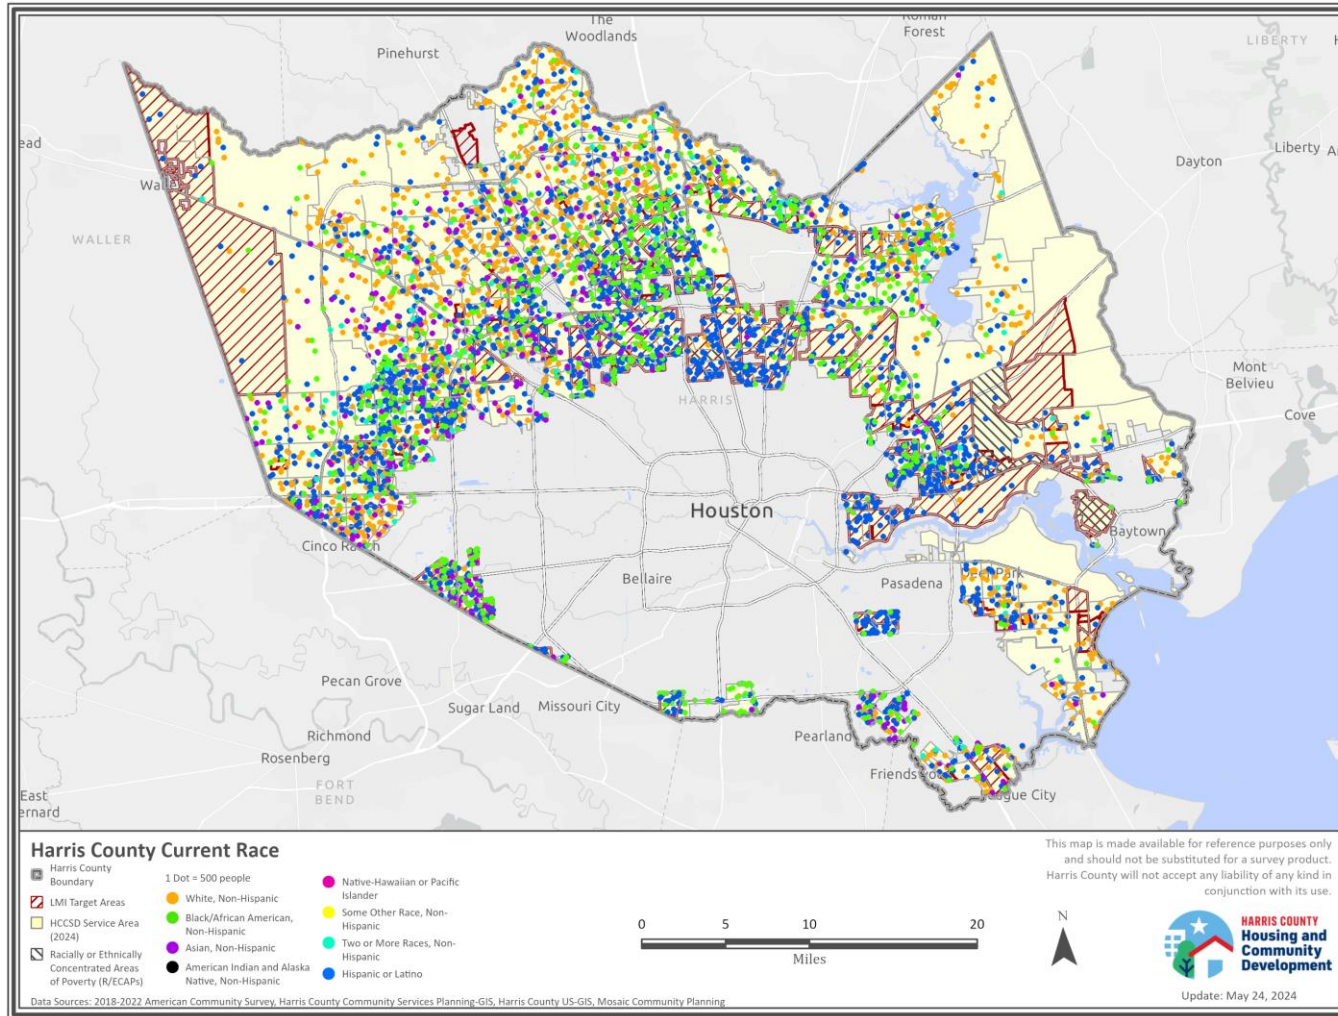 The
Woodlands
Roman
Forest
Pinehurst
LIBERTY
ead
Dayton
Liberty
WALLER
Mont
Belvieu
Cove
HARRIS
Houston
Cinco Ranch
Baytown
Bellaire
Pasadena
Park
Pecan Grove
Sugar Land
Missouri City
Richmond
Pearland
Rosenberg
FORT
BEND
East
ernard
Friendswood
gue City
Harris County Current Race
Harris County
Boundary
LMI Target Areas
HCCSD Service Area
(2024)
Racially or Ethnically
Concentrated Areas
of Poverty (R/ECAPs)
1 Dot = 500 people
White, Non-Hispanic
Black/African American,
Non-Hispanic
Asian, Non-Hispanic
American Indian and Alaska
Native, Non-Hispanic
Native-Hawaiian or Pacific
Islander
Some Other Race, Non-
Hispanic
Two or More Races, Non-
Hispanic
Hispanic or Latino
0 5 10 20
Miles
N
This map is made available for reference purposes only
and should not be substituted for a survey product.
Harris County will not accept any liability of any kind in
conjunction with its use.
HARRIS COUNTY
Housing and
Community
Development
Update: May 24, 2024
Data Sources: 2018-2022 American Community Survey, Harris County Community Services Planning-GIS, Harris County US-GIS, Mosaic Community Planning